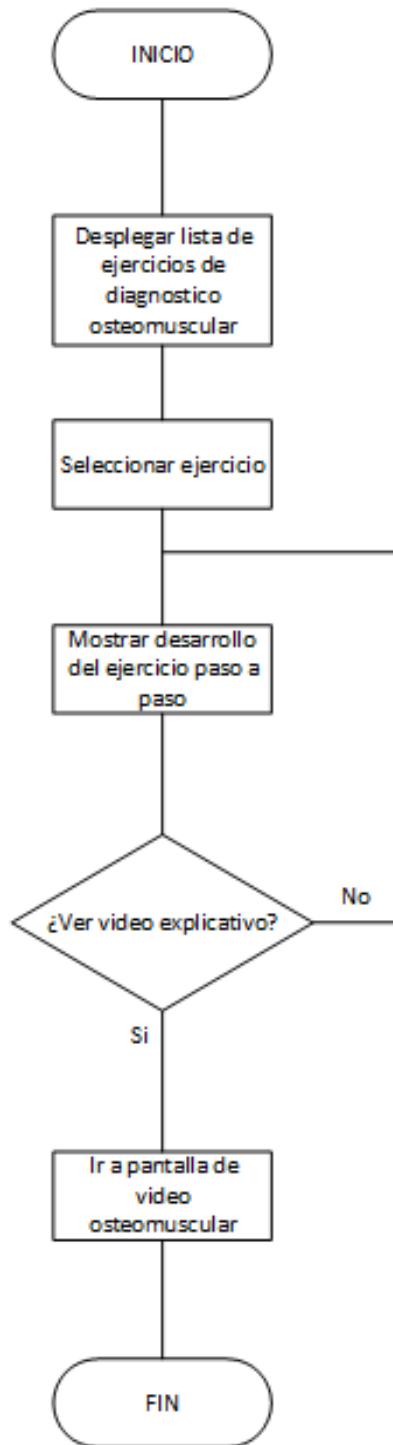 INICIO
Desplegar lista de
ejercicios de
diagnostico
osteomuscular
Seleccionar ejercicio
Mostrar desarrollo
del ejercicio paso a
paso
¿Ver video explicativo?
No
Si
Ir a pantalla de
video
osteomuscular
FIN